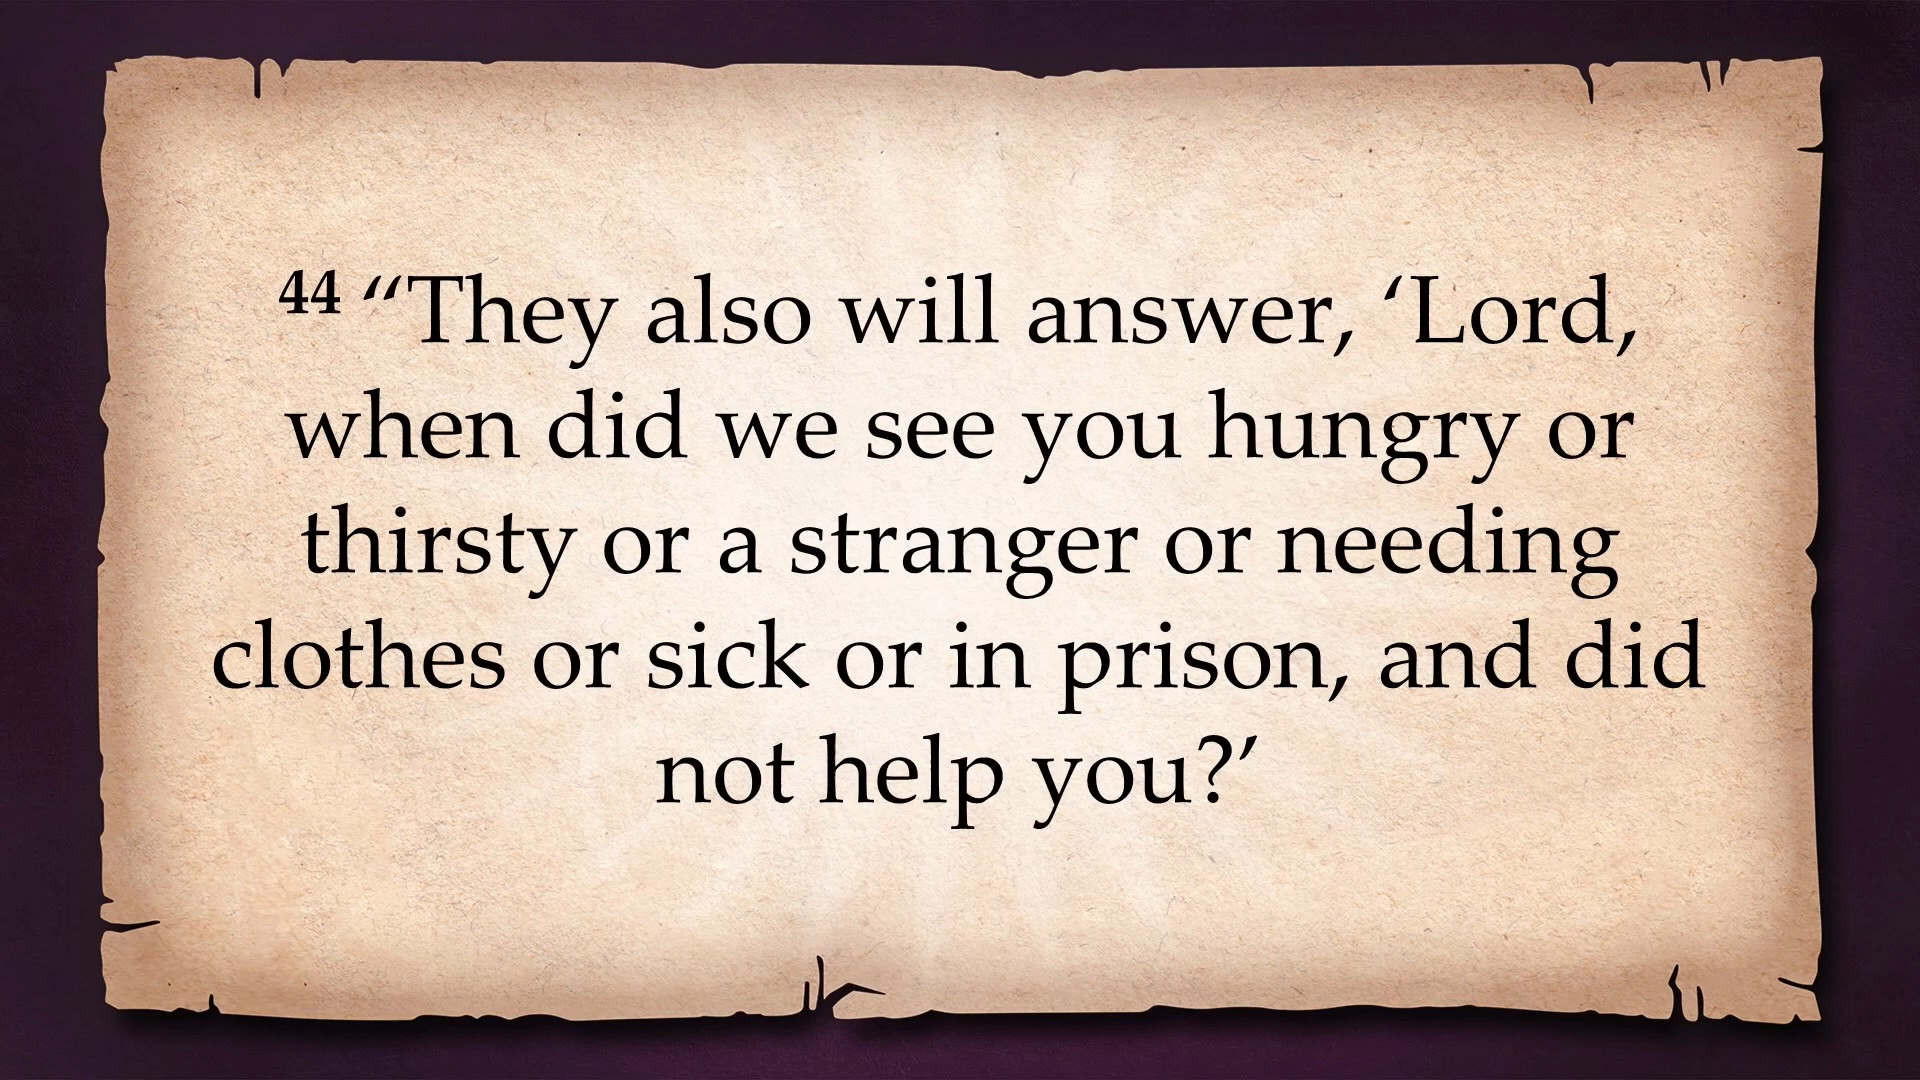 44 “They also will answer, ‘Lord,
when did we see you hungry or
thirsty or a stranger or needing
clothes or sick or in prison, and did
not help you?’